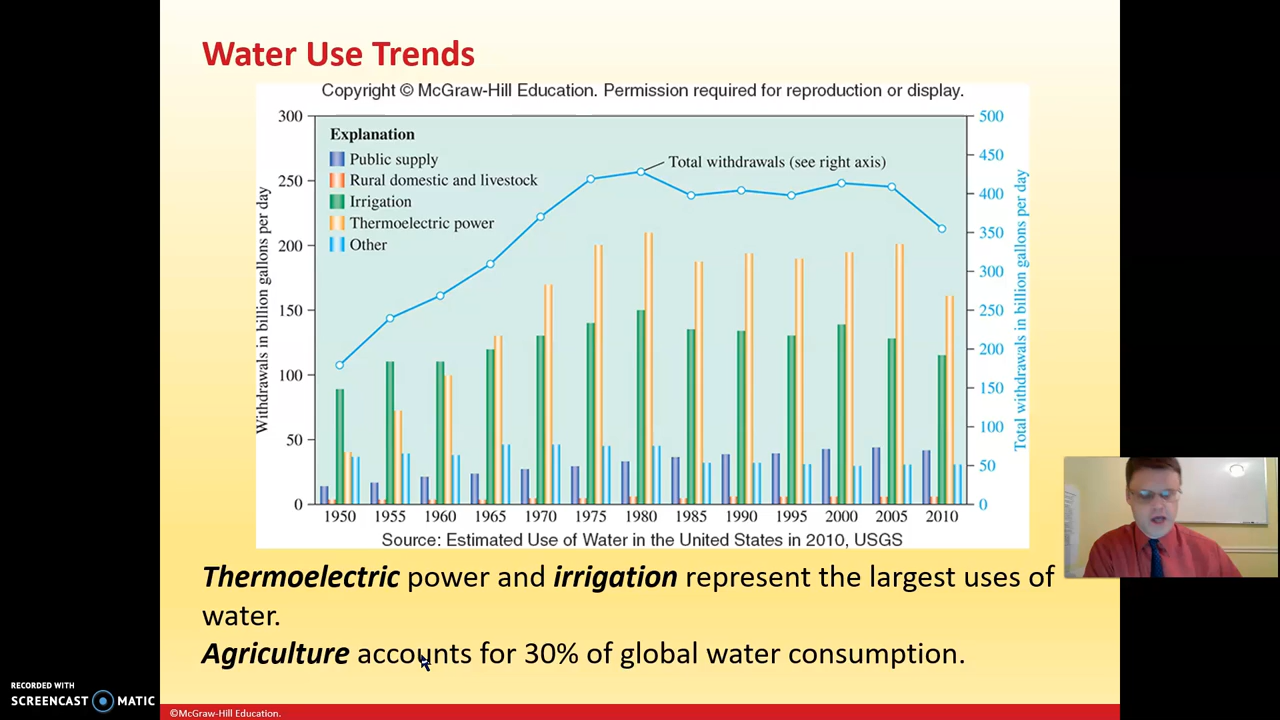 Water Use Trends
Copyright © McGraw-Hill Education. Permission required for reproduction or display.
300
250
200
150
100
50
0
Withdrawals in billion gallons per day
Explanation
Public supply
Rural domestic and livestock
Irrigation
Thermoelectric power
Other
Total withdrawals (see right axis)
500
450
400
350
300
250
200
150
100
50
0
Total withdrawals in billion gallons per day
1950 1955 1960 1965 1970 1975 1980 1985 1990 1995 2000 2005 2010
Source: Estimated Use of Water in the United States in 2010, USGS
Thermoelectric power and irrigation represent the largest uses of
water.
Agriculture accounts for 30% of global water consumption.
RECORDED WITH
SCREENCAST MATIC
©McGraw-Hill Education.